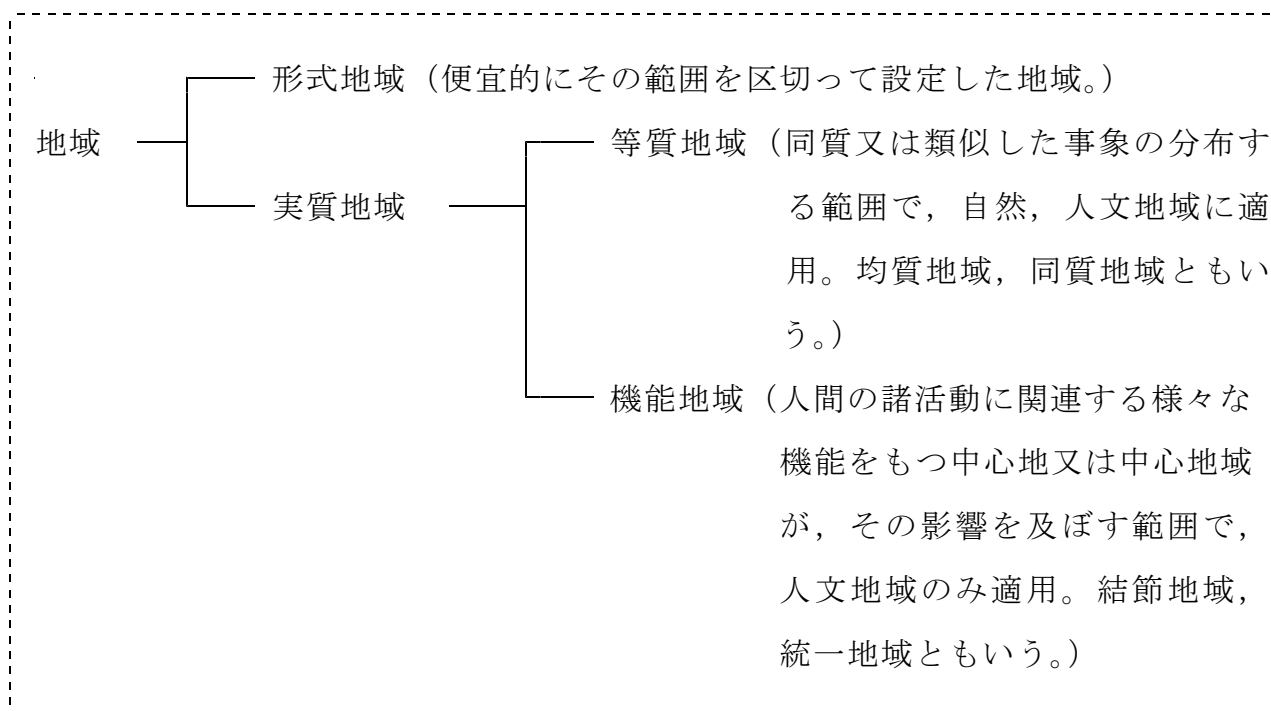 形式地域（便宜的にその範囲を区切って設定した地域。）
地域
等質地域（同質又は類似した事象の分布す
実質地域
る範囲で，自然，人文地域に適
用。均質地域，同質地域ともい
う。）
機能地域（人間の諸活動に関連する様々な
機能をもつ中心地又は中心地域
が，その影響を及ぼす範囲で，
人文地域のみ適用。結節地域，
統一地域ともいう。）